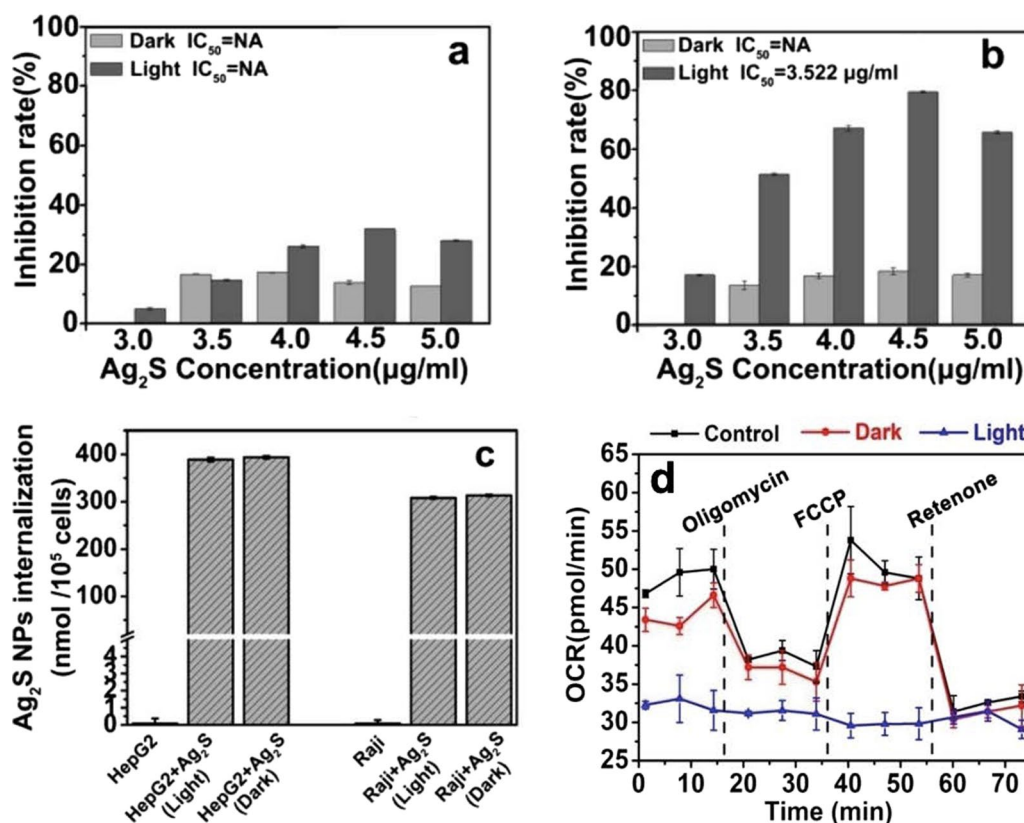 a
Dark IC50=NA
Light IC50=NA
Inhibition rate(%)
100
80
60
40
20
0
3.0 3.5 4.0 4.5 5.0
Ag2S Concentration(μg/ml)
b
Dark IC50=NA
Light IC50=3.522 μg/ml
Inhibition rate(%)
100
80
60
40
20
0
3.0 3.5 4.0 4.5 5.0
Ag2S Concentration(μg/ml)
c
Ag2S NPs internalization
(nmol /10⁵ cells)
400
300
200
100
4
3
2
1
0
HepG2
HepG2+Ag2S
(Light)
HepG2+Ag2S
(Dark)
Raji
Raji+Ag2S
(Light)
Raji+Ag2S
(Dark)
Control Dark Light
d
Oligomycin
FCCP
Retenone
OCR(pmol/min)
65
60
55
50
45
40
35
30
25
0 10 20 30 40 50 60 70
Time (min)